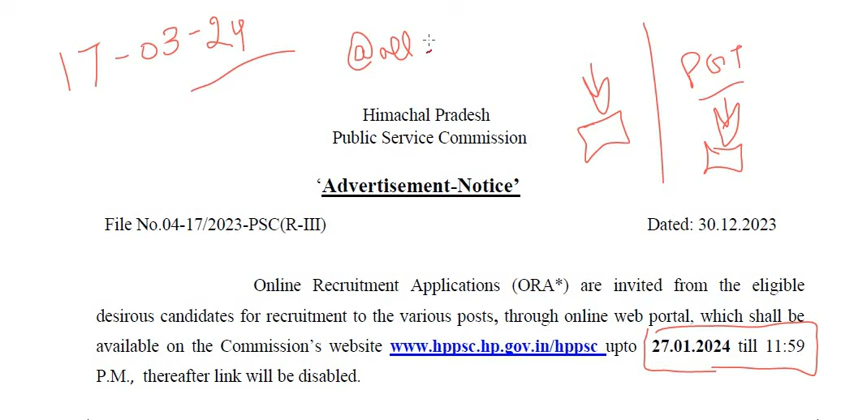 17-03-24
@all :
PGT
Himachal Pradesh
Public Service Commission
‘Advertisement-Notice’
File No.04-17/2023-PSC(R-III) Dated: 30.12.2023
Online Recruitment Applications (ORA*) are invited from the eligible
desirous candidates for recruitment to the various posts, through online web portal, which shall be
available on the Commission's website www.hppsc.hp.gov.in/hppsc upto 27.01.2024 till 11:59
P.M., thereafter link will be disabled.